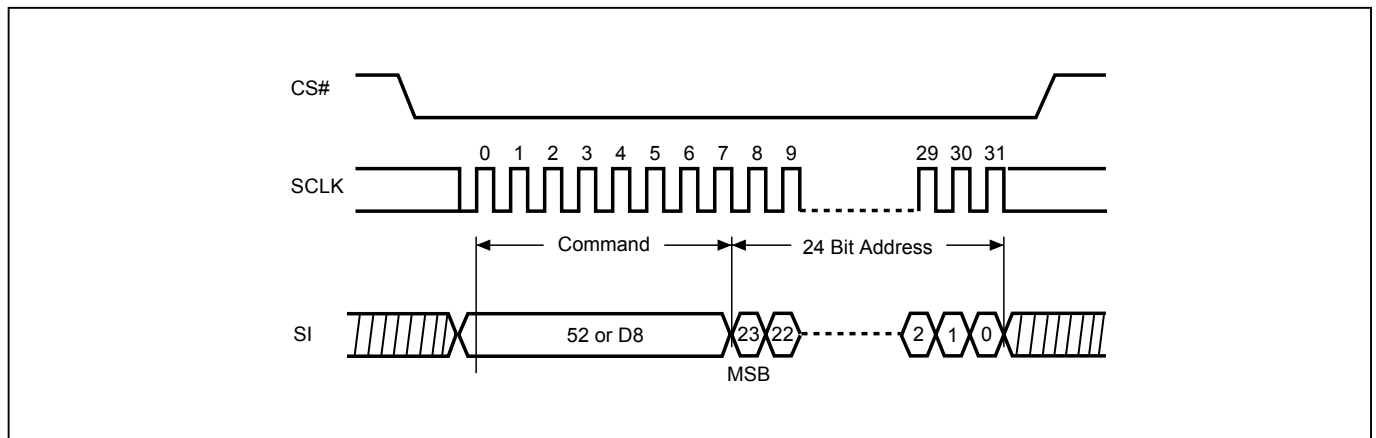 CS#
0 1 2 3 4 5 6 7 8 9 29 30 31
SCLK
Command 24 Bit Address
SI 52 or D8 23 22 2 1 0
MSB